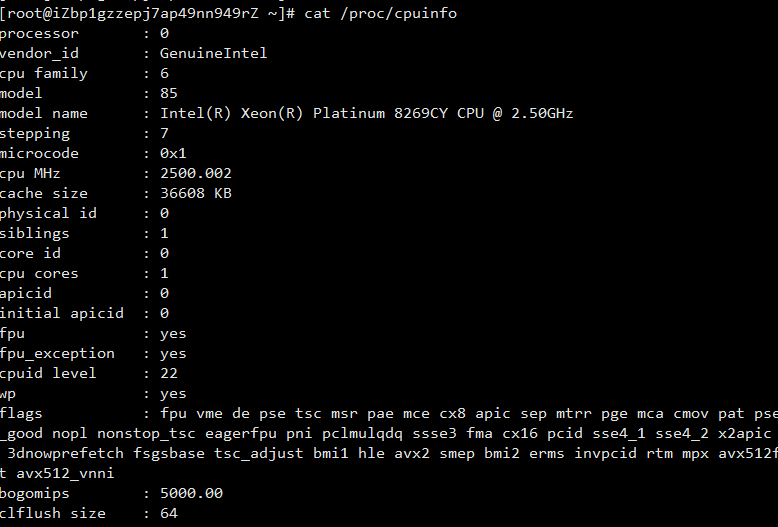 [root@iZbp1gzzepj7ap49nn949rZ ~]# cat /proc/cpuinfo
processor : 0
vendor_id : GenuineIntel
cpu family : 6
model : 85
model name : Intel(R) Xeon(R) Platinum 8269CY CPU @ 2.50GHz
stepping : 7
microcode : 0x1
cpu MHz : 2500.002
cache size : 36608 KB
physical id : 0
siblings : 1
core id : 0
cpu cores : 1
apicid : 0
initial apicid : 0
fpu : yes
fpu_exception : yes
cpuid level : 22
wp : yes
flags : fpu vme de pse tsc msr pae mce cx8 apic sep mtrr pge mca cmov pat pse
_good nopl nonstop_tsc eagerfpu pni pclmulqdq ssse3 fma cx16 pcid sse4_1 sse4_2 x2apic
3dnowprefetch fsgsbase tsc_adjust bmi1 hle avx2 smep bmi2 erms invpcid rtm mpx avx512f
t avx512_vnni
bogomips : 5000.00
clflush size : 64